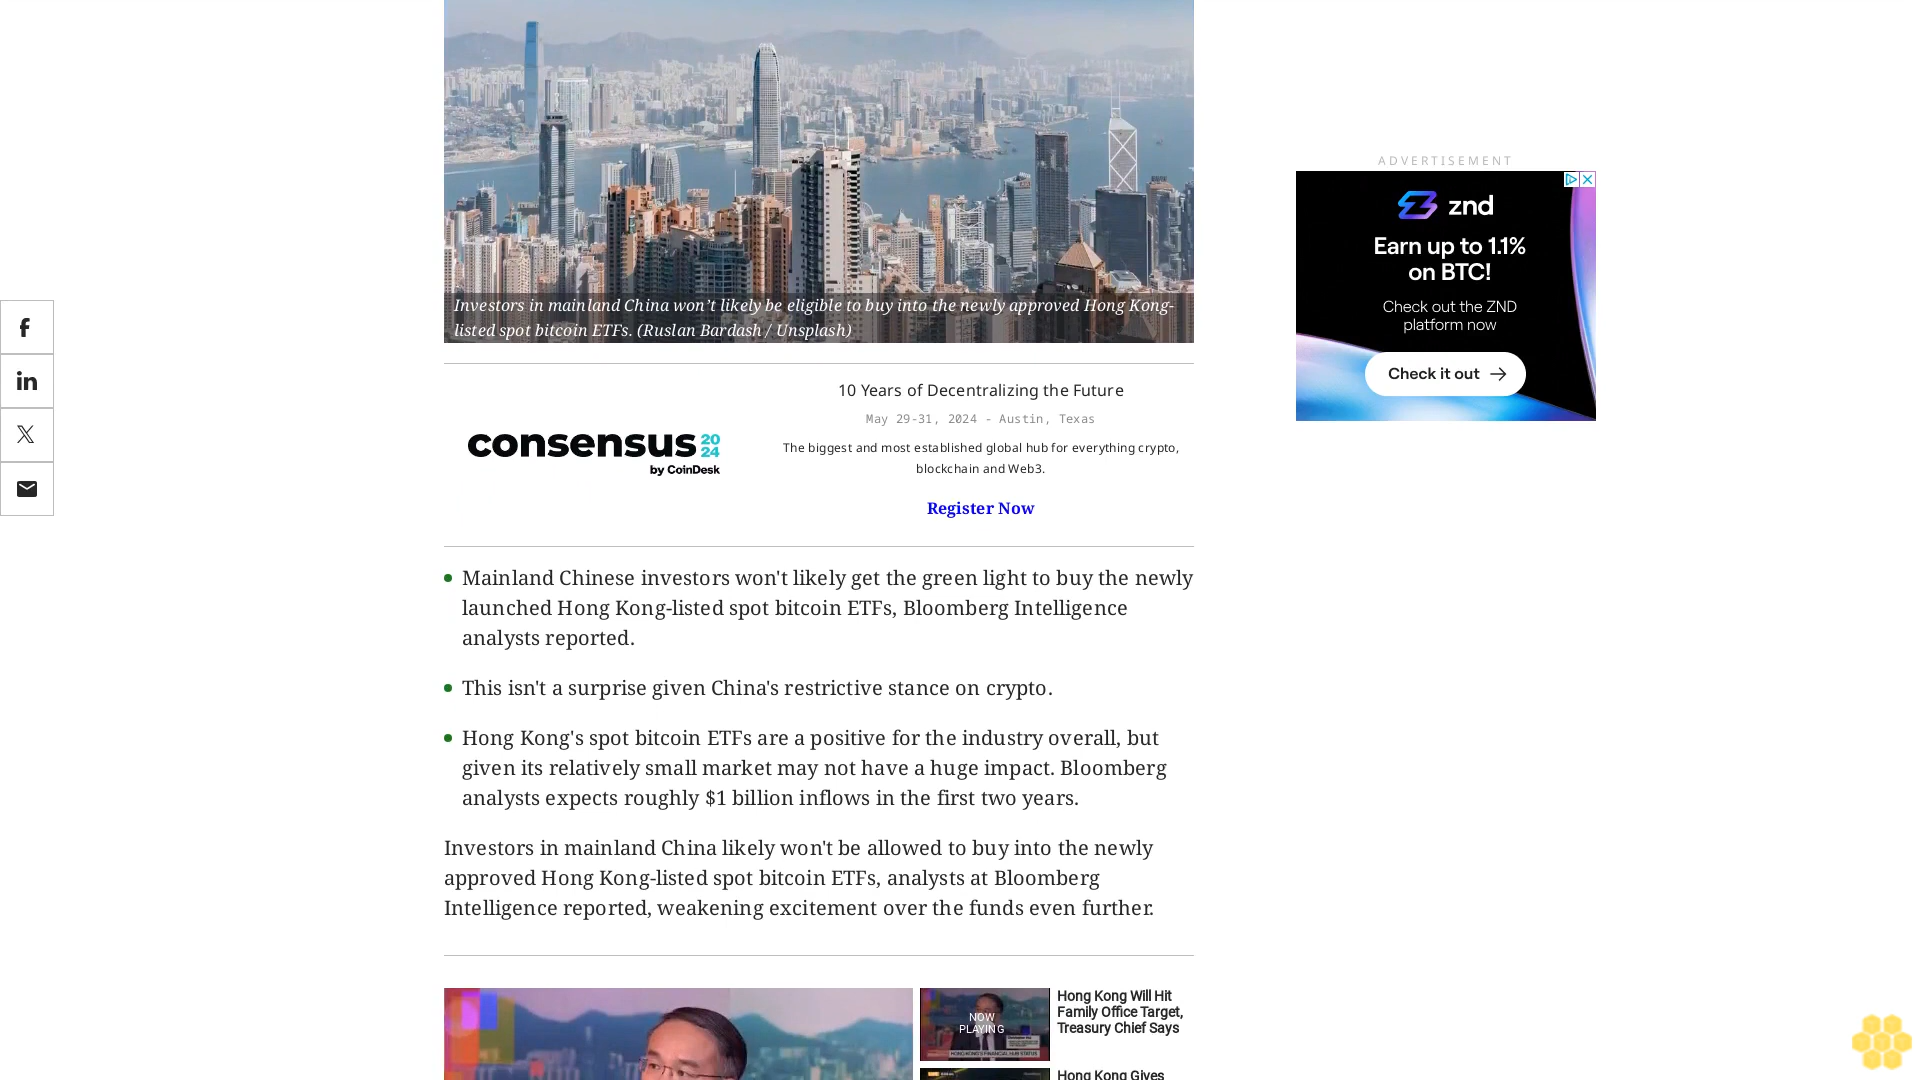 Investors in mainland China won’t likely be eligible to buy into the newly approved Hong Kong-
listed spot bitcoin ETFs. (Ruslan Bardash / Unsplash)
ADVERTISEMENT
znd
Earn up to 1.1%
on BTC!
Check out the ZND
platform now
Check it out
consensus 20
24
by CoinDesk
10 Years of Decentralizing the Future
May 29-31, 2024 - Austin, Texas
The biggest and most established global hub for everything crypto,
blockchain and Web3.
Register Now
Mainland Chinese investors won't likely get the green light to buy the newly
launched Hong Kong-listed spot bitcoin ETFs, Bloomberg Intelligence
analysts reported.
This isn't a surprise given China's restrictive stance on crypto.
Hong Kong's spot bitcoin ETFs are a positive for the industry overall, but
given its relatively small market may not have a huge impact. Bloomberg
analysts expects roughly $1 billion inflows in the first two years.
Investors in mainland China likely won't be allowed to buy into the newly
approved Hong Kong-listed spot bitcoin ETFs, analysts at Bloomberg
Intelligence reported, weakening excitement over the funds even further.
NOW
PLAYING
HONG KONG'S FINANCIAL HUB STATUS
Hong Kong Will Hit
Family Office Target,
Treasury Chief Says
Hong Kong Gives